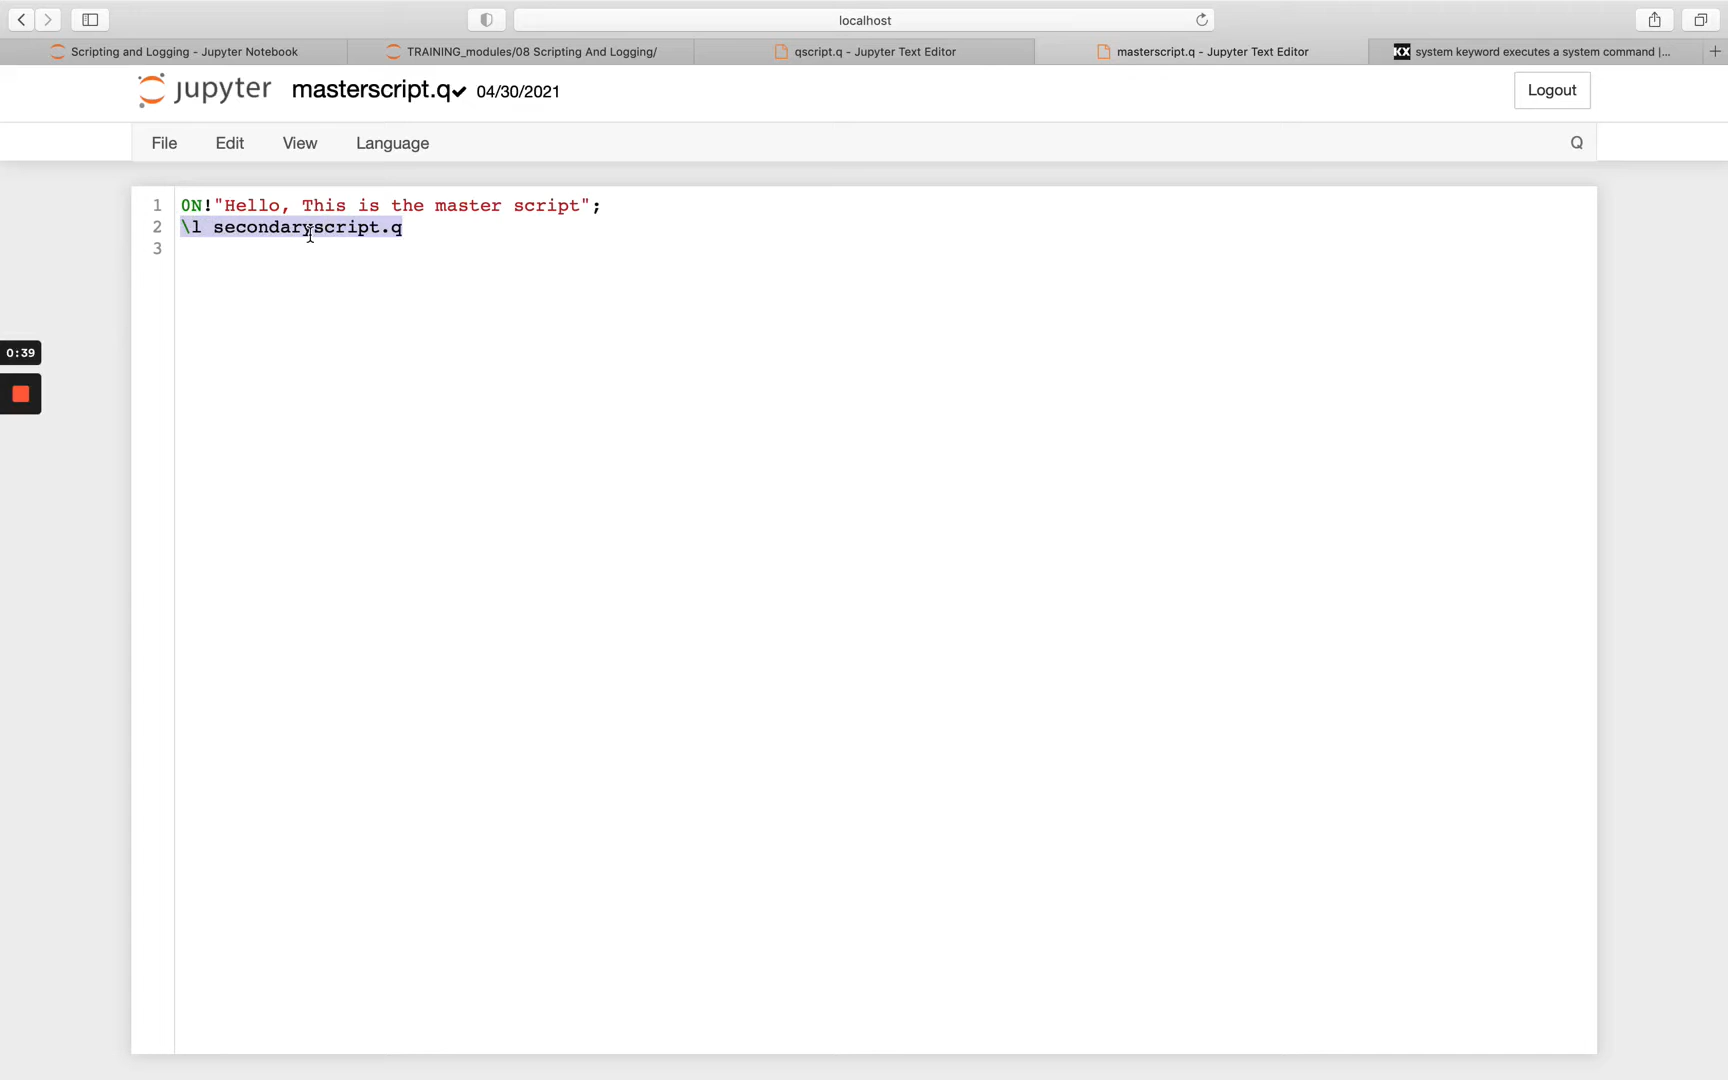 localhost
Scripting and Logging - Jupyter Notebook
TRAINING_modules/08 Scripting And Logging/
qscript.q - Jupyter Text Editor
masterscript.q - Jupyter Text Editor
KX system keyword executes a system command |...
jupyter masterscript.q 04/30/2021
Logout
File Edit View Language Q
1 0N!"Hello, This is the master script";
2 \l secondaryscript.q
3
0:39